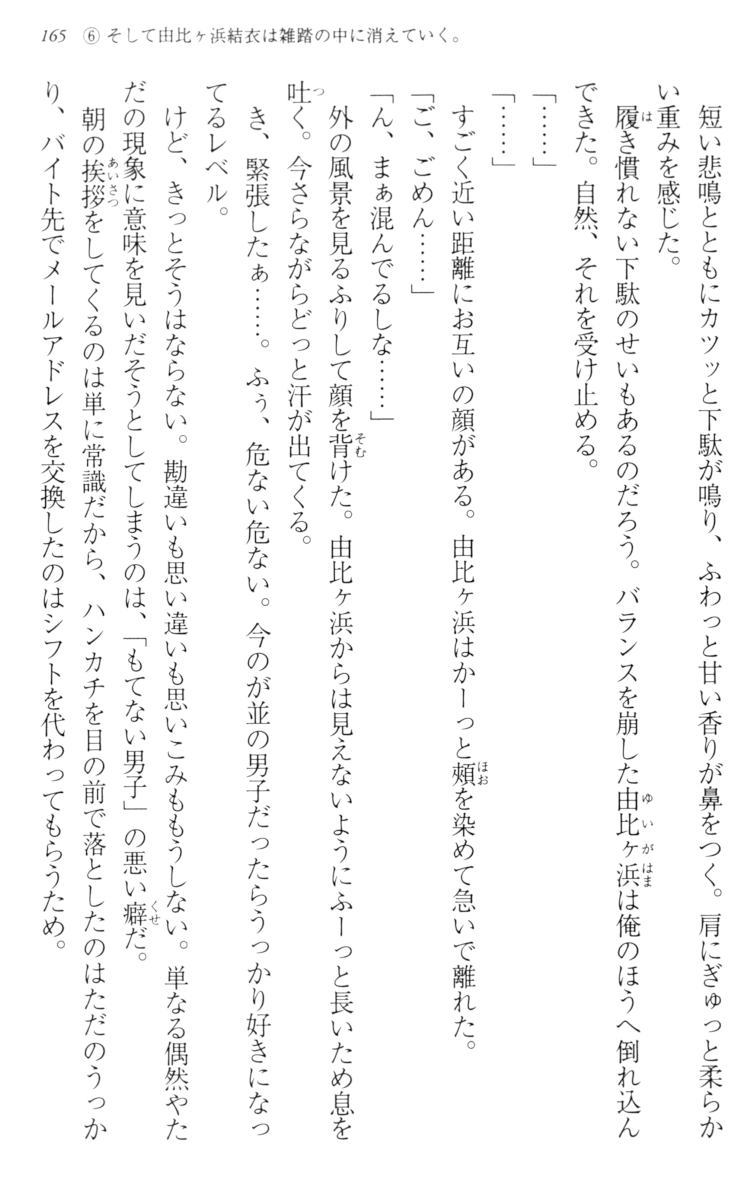 165 ⑥ そして由比ヶ浜結衣は雑踏の中に消えていく。
　短い悲鳴とともにカツッと下駄が鳴り、ふわっと甘い香りが鼻をつく。肩にぎゅっと柔らか
い重みを感じた。
　履き慣れない下駄のせいもあるのだろう。バランスを崩した由比ヶ浜は俺のほうへ倒れ込ん
できた。自然、それを受け止める。
「……」
「……」
　すごく近い距離にお互いの顔がある。由比ヶ浜はかーっと頰を染めて急いで離れた。
「ご、ごめん……」
「ん、まぁ混んでるしな……」
　外の風景を見るふりして顔を背けた。由比ヶ浜からは見えないようにふーっと長いため息を
吐く。今さらながらどっと汗が出てくる。
　き、緊張したぁ……。ふぅ、危ない危ない。今のが並の男子だったらうっかり好きになっ
てるレベル。
　けど、きっとそうはならない。勘違いも思い違いも思いこみももうしない。単なる偶然やた
だの現象に意味を見いだそうとしてしまうのは、「もてない男子」の悪い癖だ。
　朝の挨拶をしてくるのは単に常識だから、ハンカチを目の前で落としたのはただのうっか
り、バイト先でメールアドレスを交換したのはシフトを代わってもらうため。